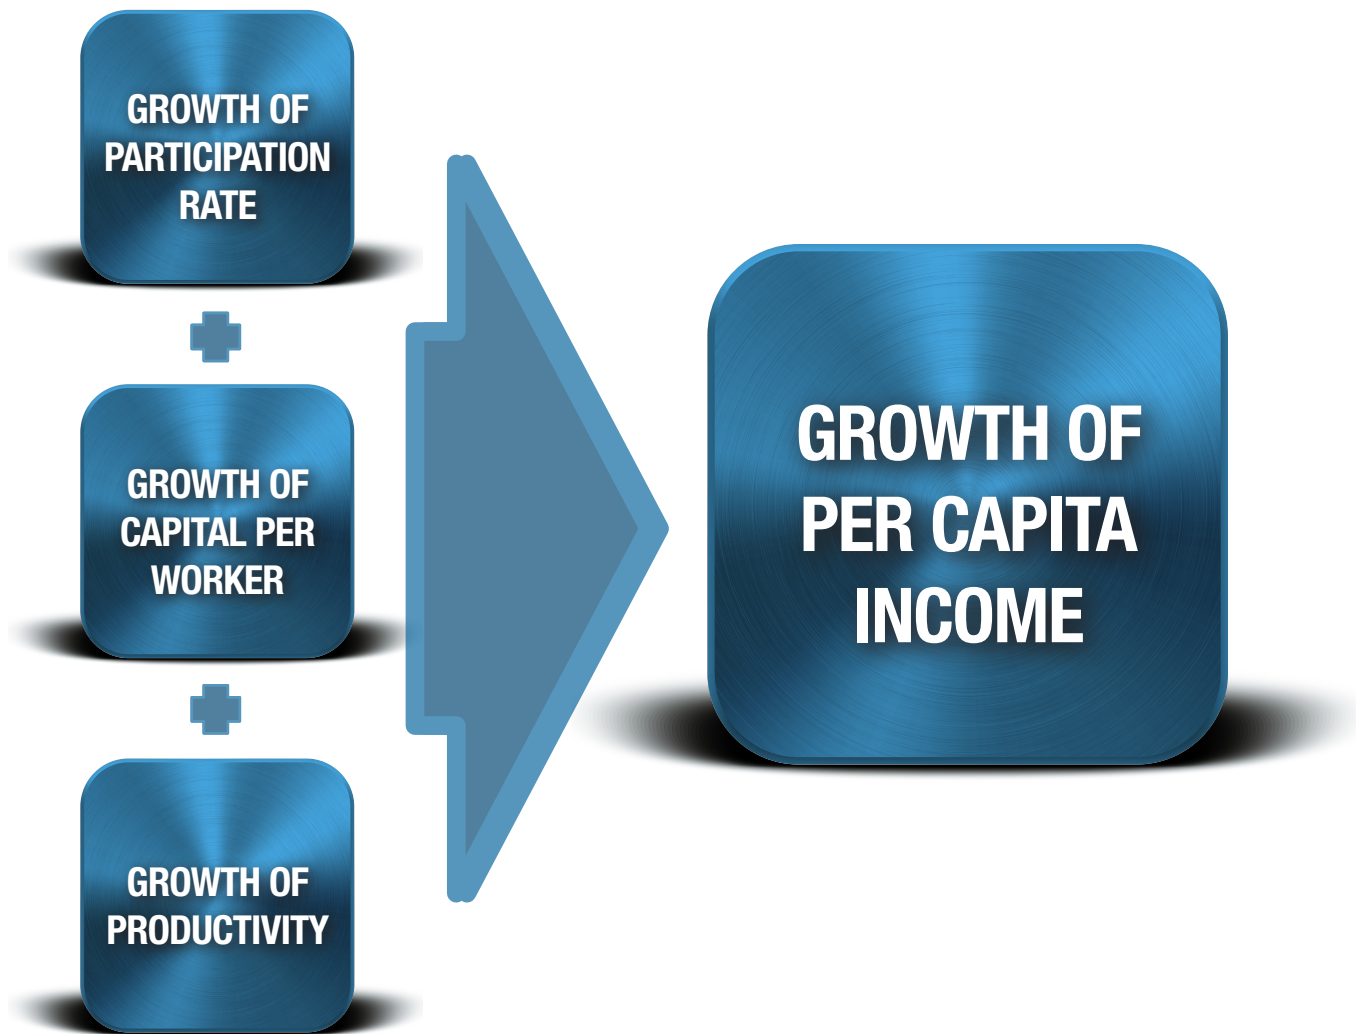 GROWTH OF
PARTICIPATION
RATE
GROWTH OF
CAPITAL PER
WORKER
GROWTH OF
PRODUCTIVITY
GROWTH OF
PER CAPITA
INCOME